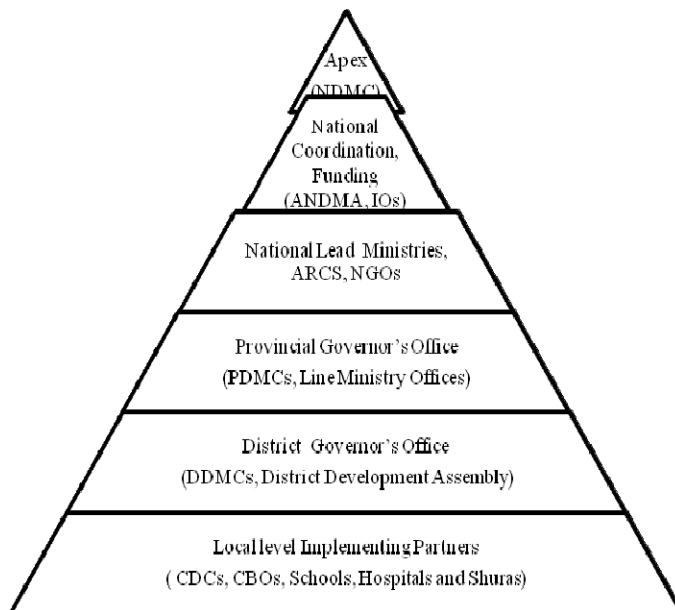 Apex
(NDMC)
National
Coordination,
Funding
(ANDMA, IOs)
National Lead Ministries,
ARCS, NGOs
Provincial Governor's Office
(PDMCs, Line Ministry Offices)
District Governor's Office
(DDMCs, District Development Assembly)
Local level Implementing Partners
( CDCs, CBOs, Schools, Hospitals and Shuras)